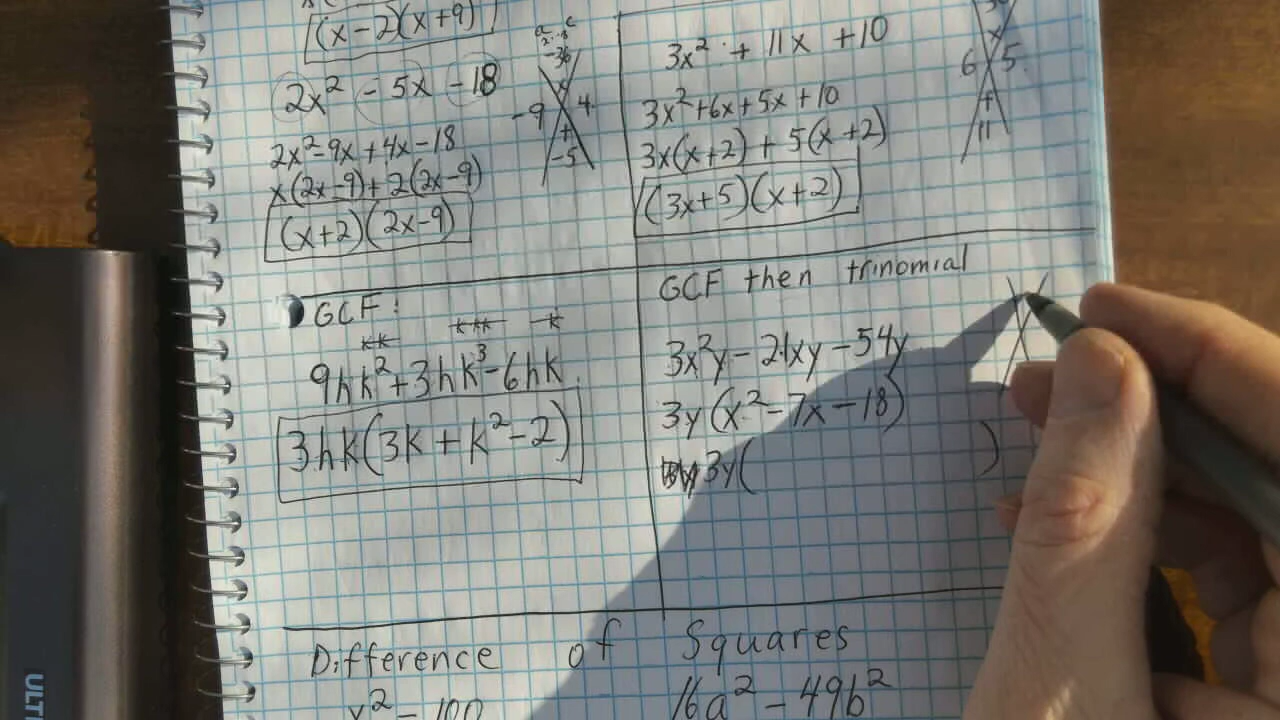 (x-2)(x+9)
2x² - 5x - 18
-36
x
-9 4
+
-5
2x²-9x+4x-18
x(2x-9)+2(2x-9)
(x+2)(2x-9)
3x² + 11x +10
x
6 5
+
11
3x²+6x+5x+10
3x(x+2) + 5(x+2)
(3x+5)(x+2)
GCF:
kk kkk k
9hk²+3hk³-6hk
3hk(3k+k²-2)
GCF then trinomial
3x²y-21xy-54y
3y(x²-7x-18)
3y( )
Difference of Squares
x² - 100
16a² - 49b²
ULT